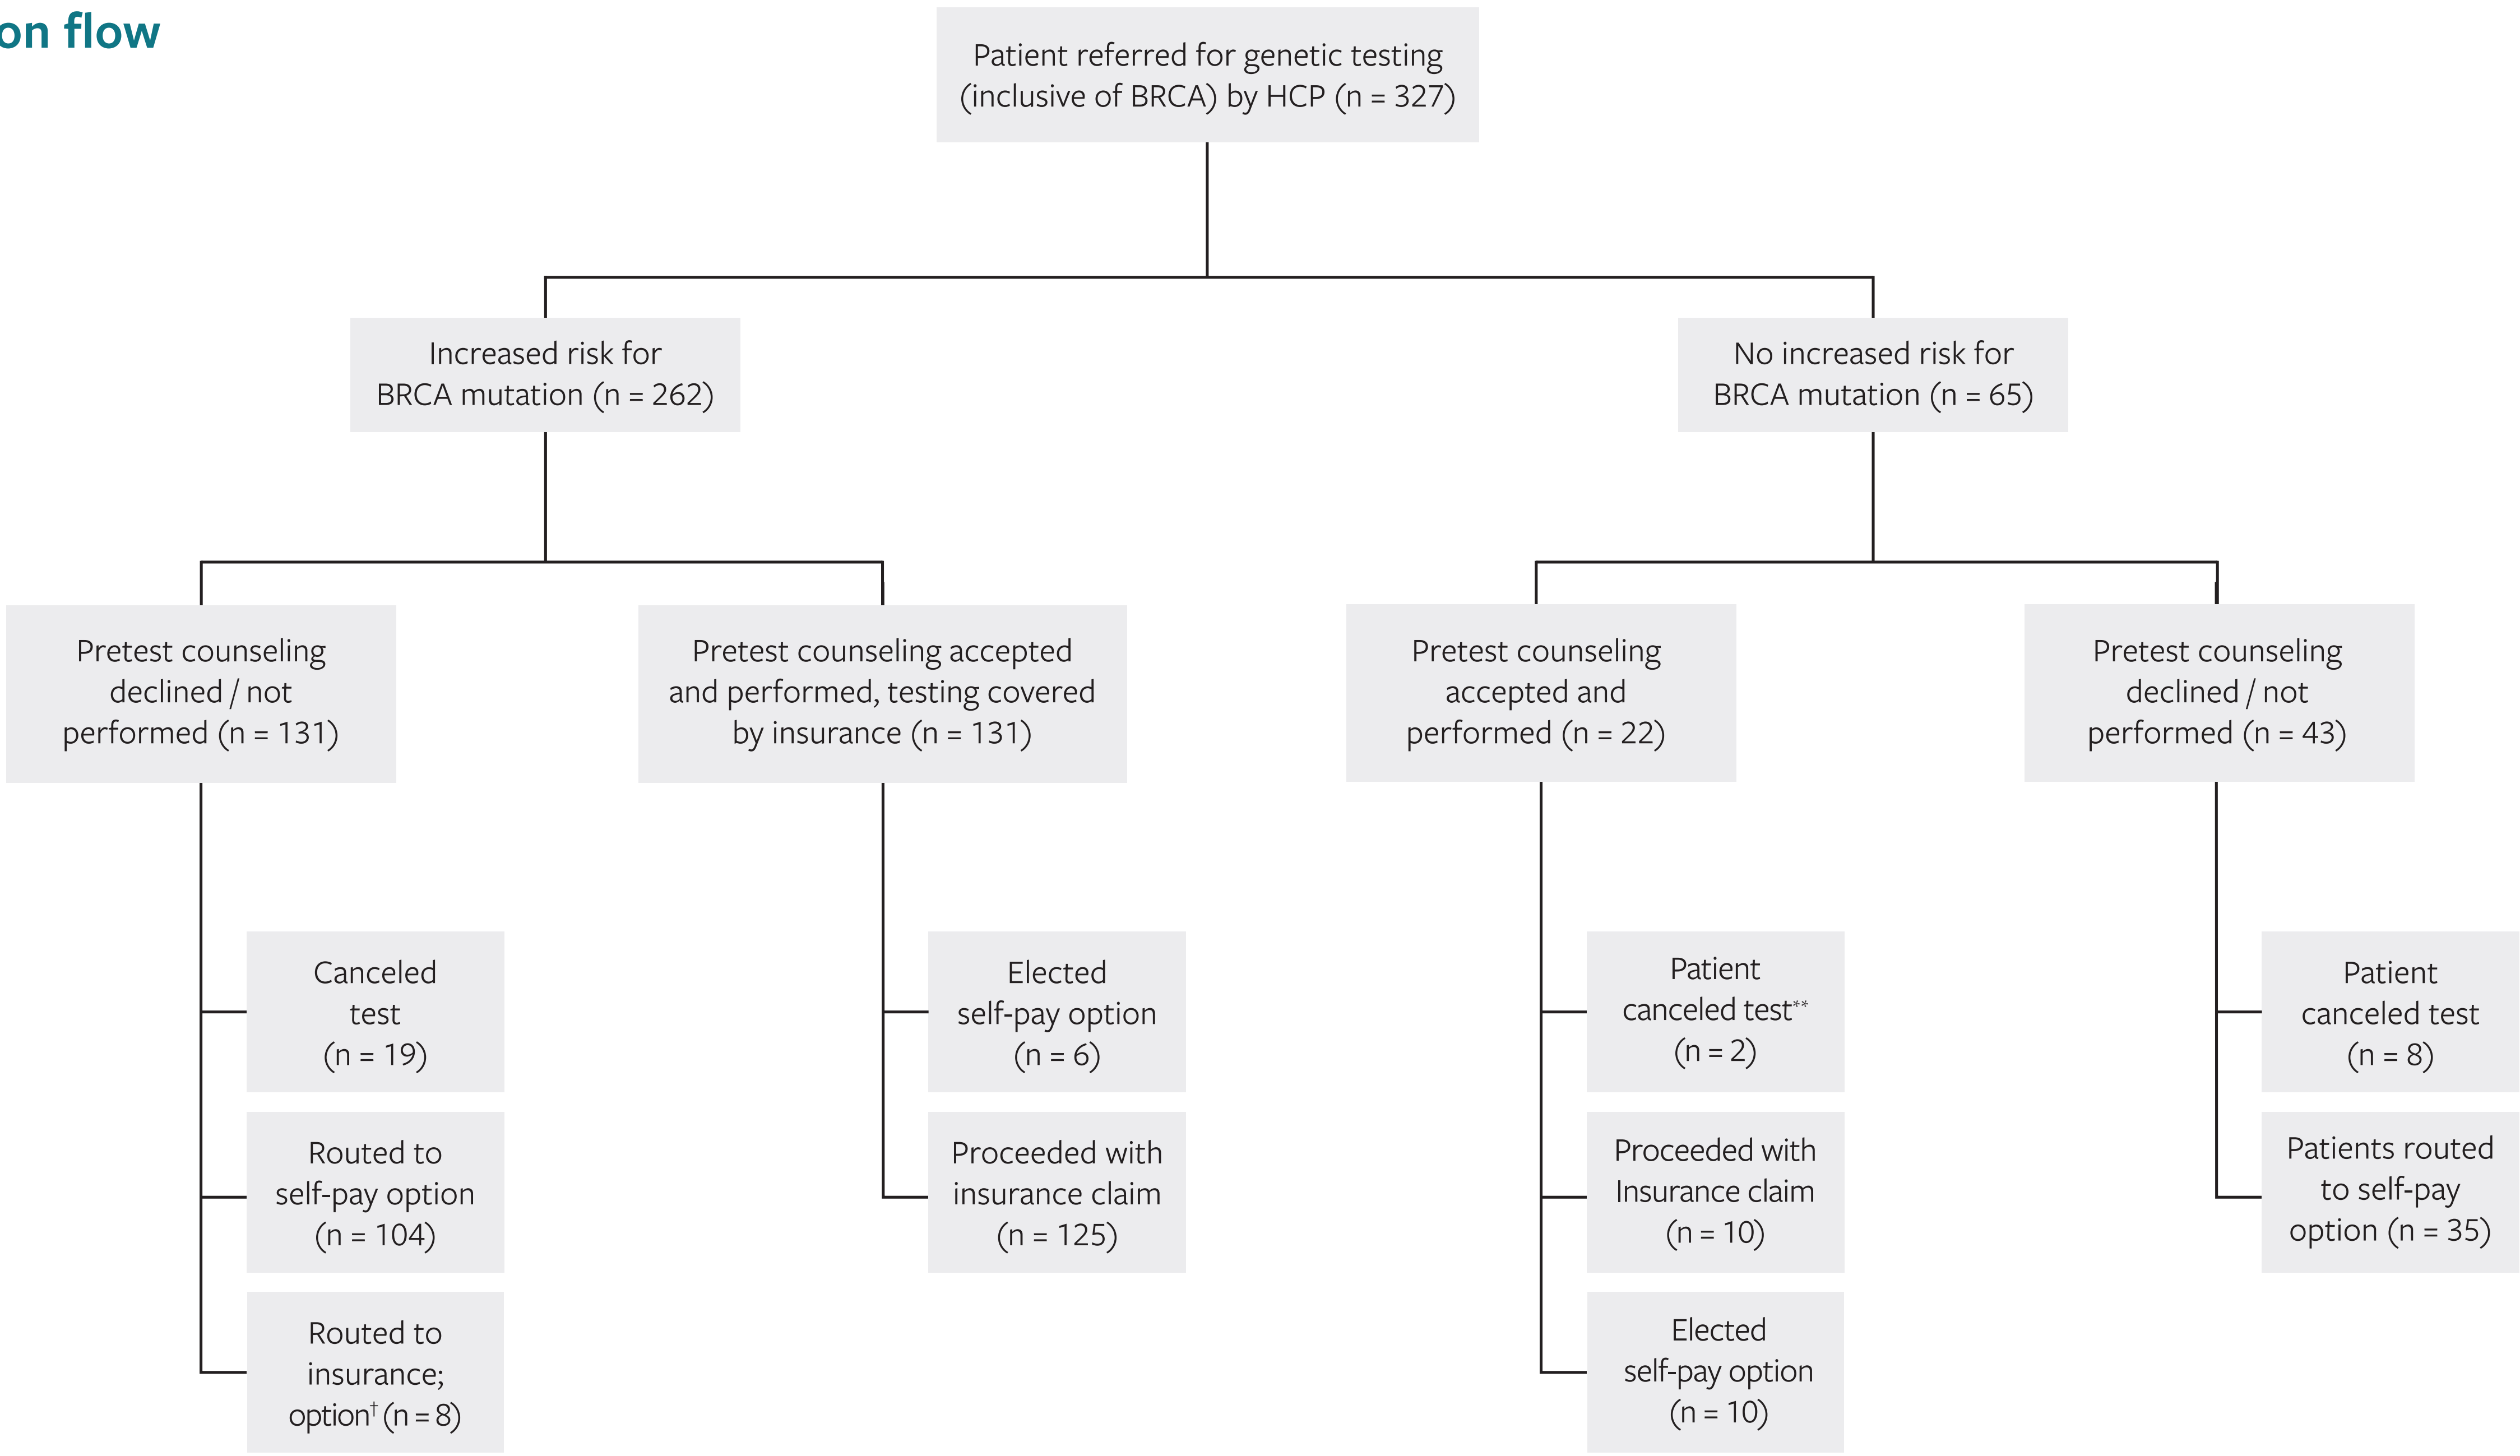 on flow
Patient referred for genetic testing
(inclusive of BRCA) by HCP (n = 327)
Increased risk for
BRCA mutation (n = 262)
No increased risk for
BRCA mutation (n = 65)
Pretest counseling
declined / not
performed (n = 131)
Pretest counseling accepted
and performed, testing covered
by insurance (n = 131)
Pretest counseling
accepted and
performed (n = 22)
Pretest counseling
declined / not
performed (n = 43)
Canceled
test
(n = 19)
Routed to
self-pay option
(n = 104)
Routed to
insurance;
option† (n = 8)
Elected
self-pay option
(n = 6)
Proceeded with
insurance claim
(n = 125)
Patient
canceled test**
(n = 2)
Proceeded with
Insurance claim
(n = 10)
Elected
self-pay option
(n = 10)
Patient
canceled test
(n = 8)
Patients routed
to self-pay
option (n = 35)